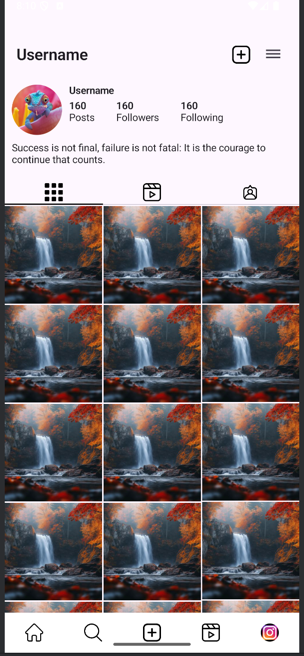 Username
Username
160 160 160
Posts Followers Following
Success is not final, failure is not fatal: It is the courage to
continue that counts.